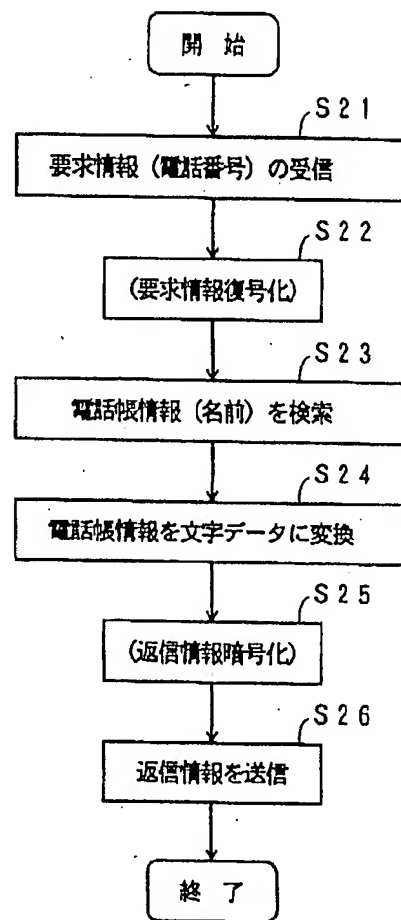 開 始
S21
要求情報(電話番号)の受信
S22
(要求情報復号化)
S23
電話帳情報(名前)を検索
S24
電話帳情報を文字データに変換
S25
(返信情報暗号化)
S26
返信情報を送信
終 了